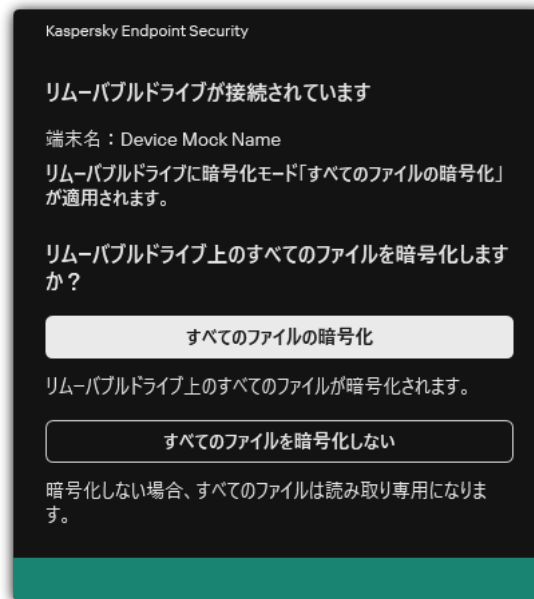 Kaspersky Endpoint Security
リムーバブルドライブが接続されています
端末名：Device Mock Name
リムーバブルドライブに暗号化モード「すべてのファイルの暗号化」
が適用されます。
リムーバブルドライブ上のすべてのファイルを暗号化します
か？
すべてのファイルの暗号化
リムーバブルドライブ上のすべてのファイルが暗号化されます。
すべてのファイルを暗号化しない
暗号化しない場合、すべてのファイルは読み取り専用になりま
す。